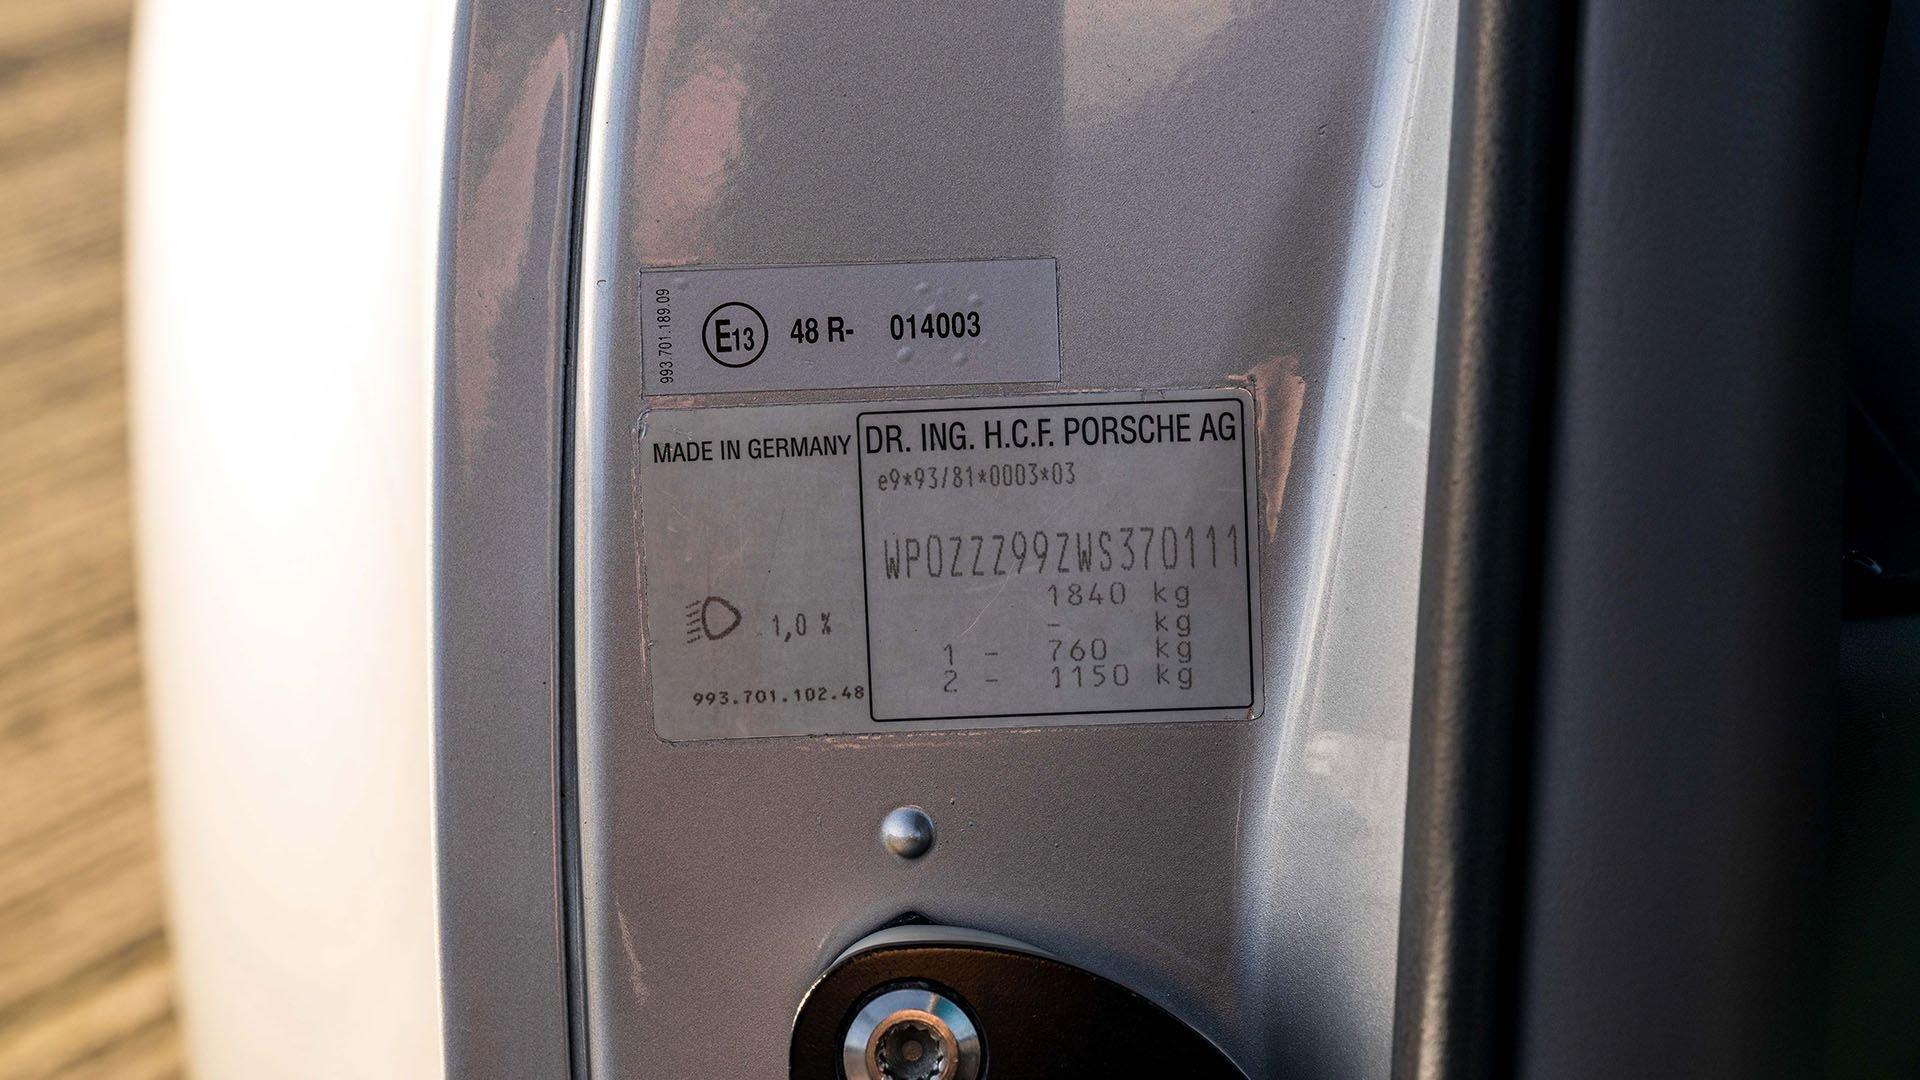 993.701.189.09
E13 48 R- 014003
MADE IN GERMANY
DR. ING. H.C.F. PORSCHE AG
e9*93/81*0003*03
WP0ZZZ99ZWS370111
1840 kg
- kg
1 - 760 kg
2 - 1150 kg
1,0 %
993.701.102.48